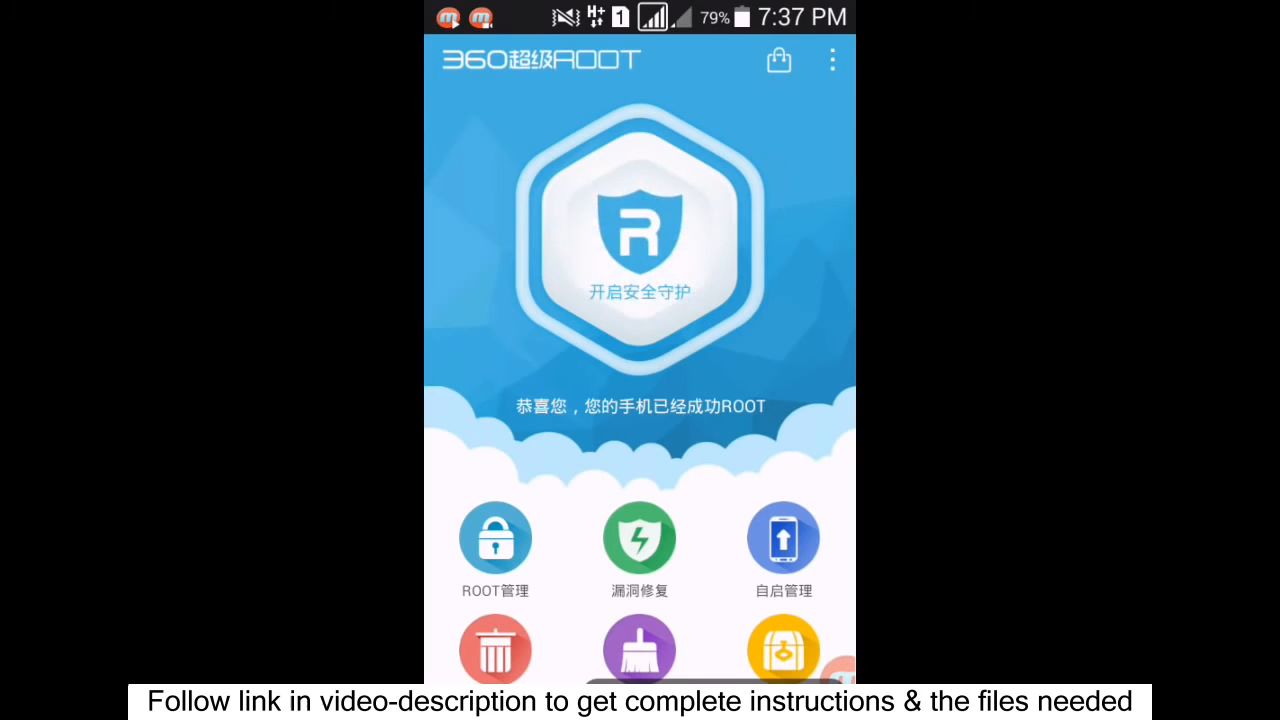 H+ 1 79% 7:37 PM
360超级ROOT
R
开启安全守护
恭喜您，您的手机已经成功ROOT
ROOT管理 漏洞修复 自启管理
Follow link in video-description to get complete instructions & the files needed